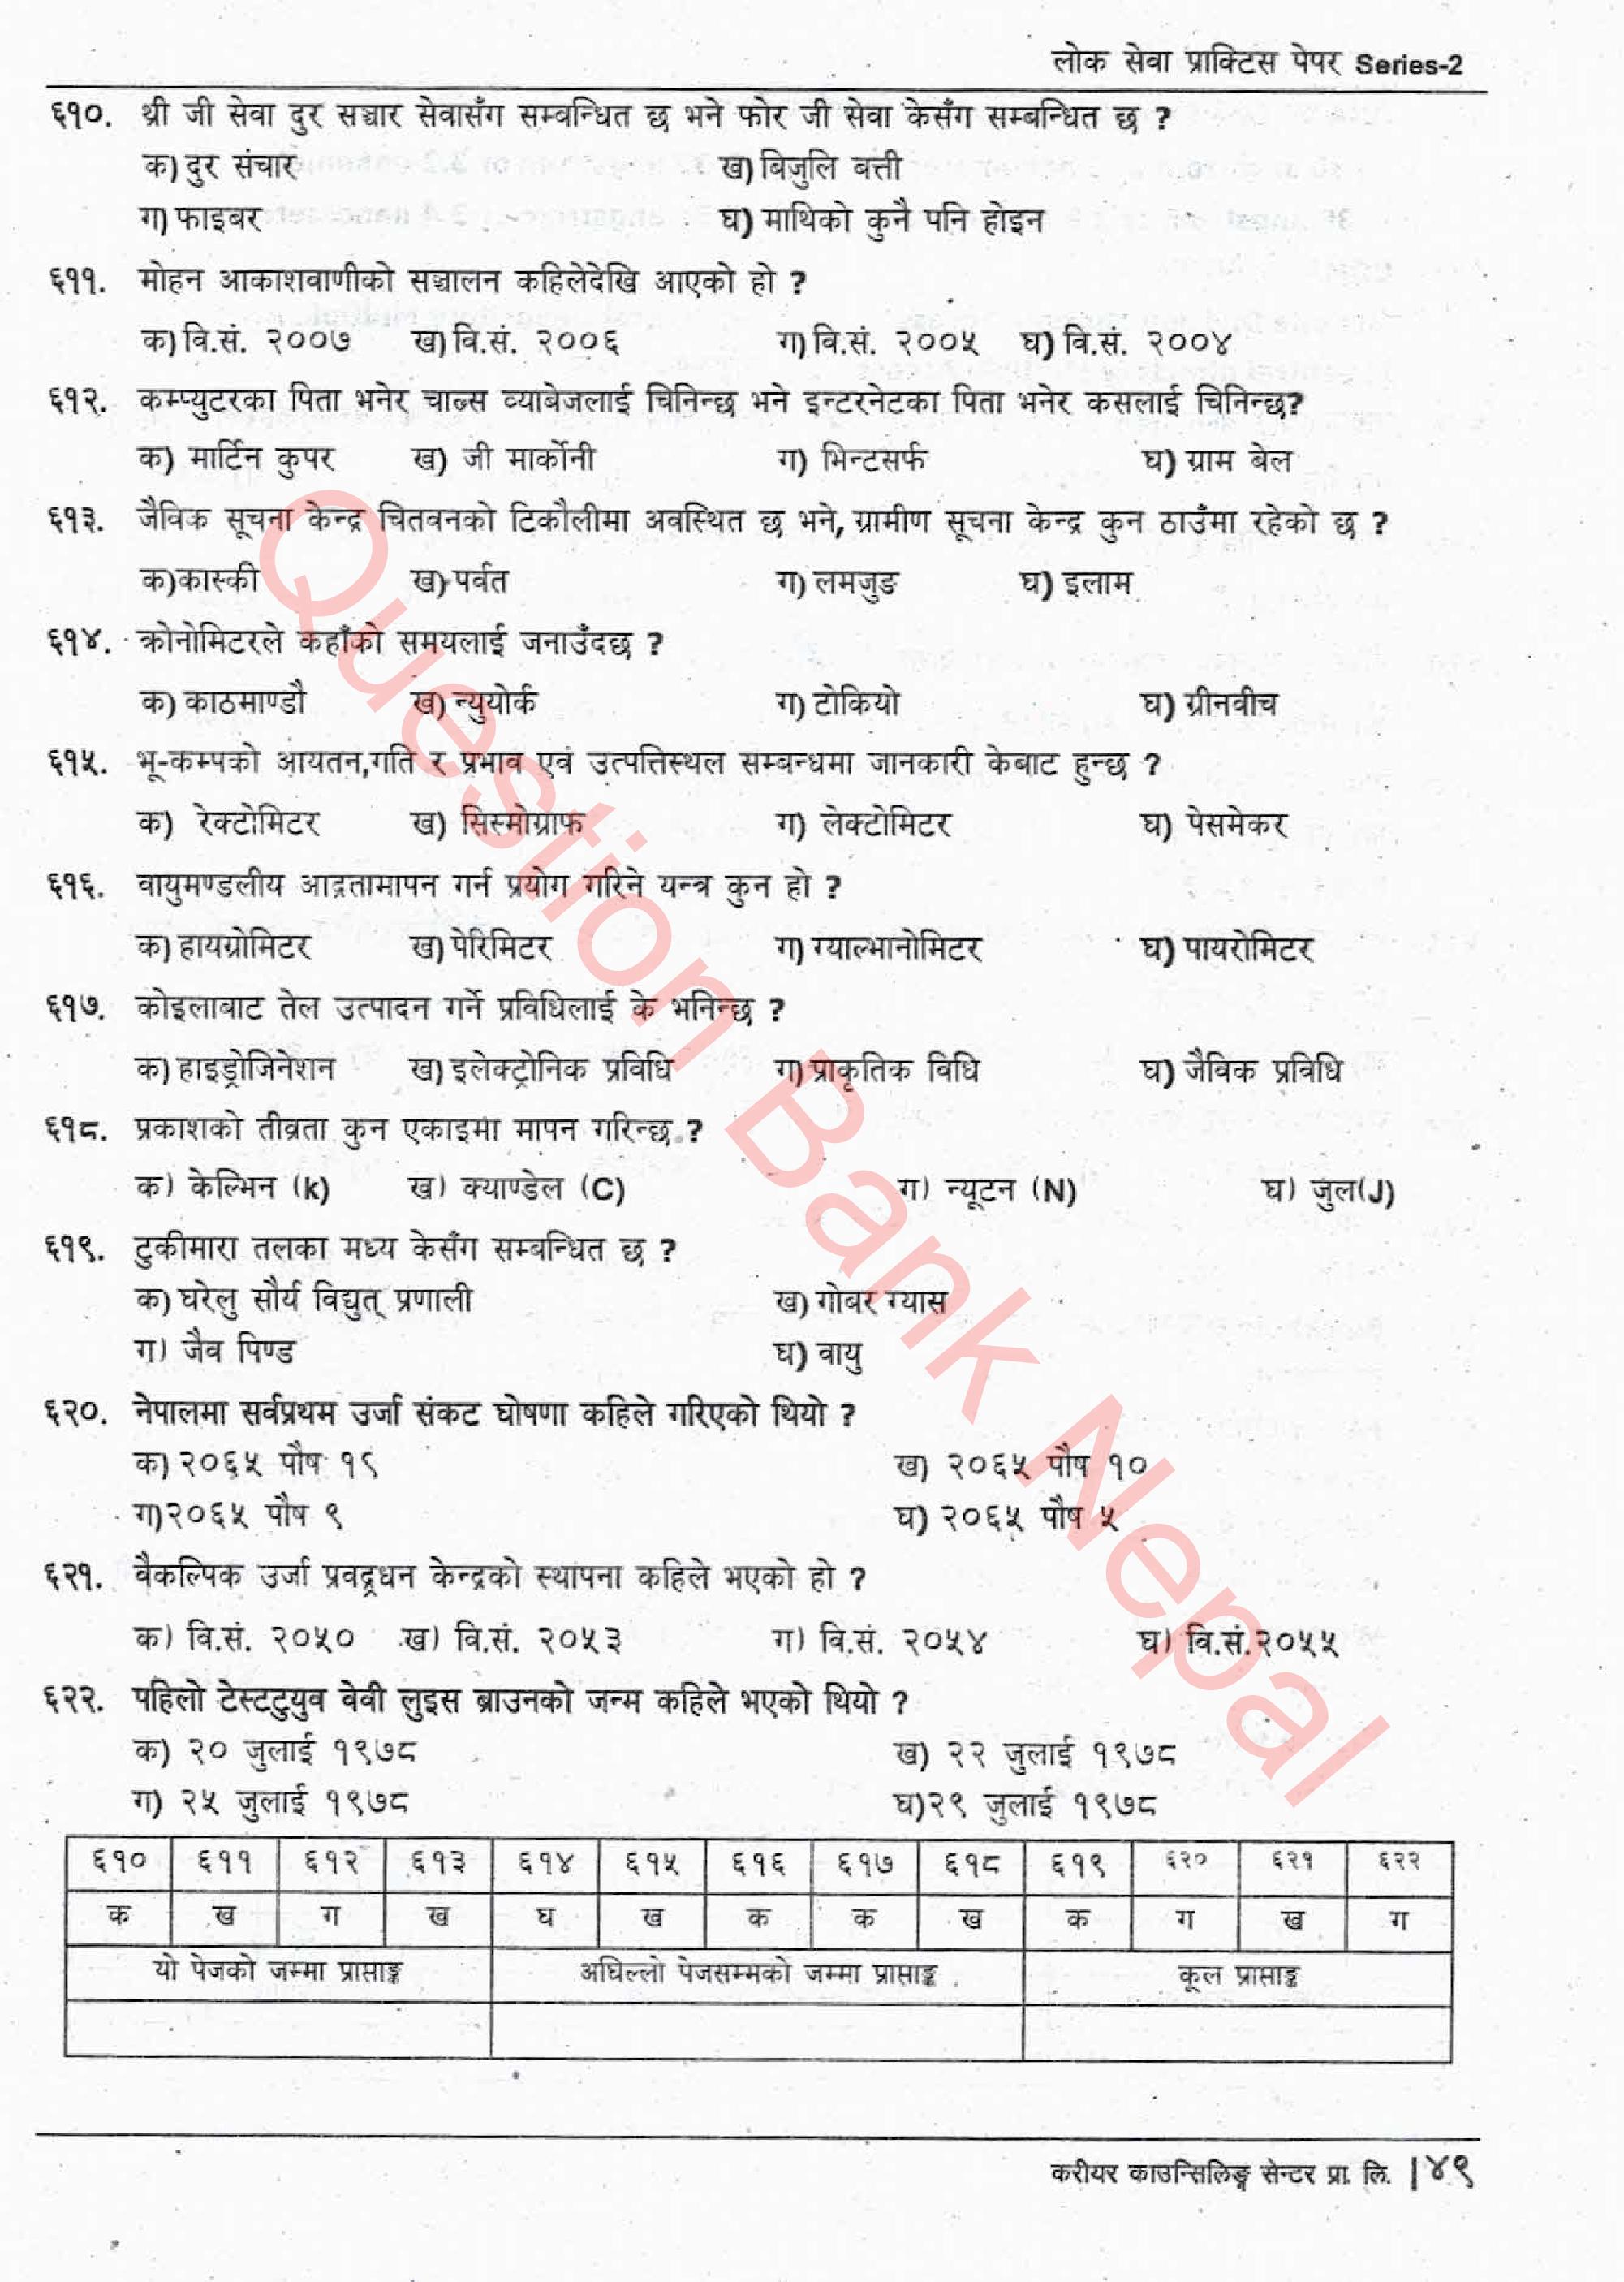 लोक सेवा प्राक्टिस पेपर Series-2
६१०. थ्री जी सेवा दुर सञ्चार सेवासँग सम्वन्धित छ भने फोर जी सेवा केसँग सम्बन्धित छ ?
क) दुर संचार ख) बिजुलि बत्ती
ग) फाइबर घ) माथिको कुनै पनि होइन
६११. मोहन आकाशवाणीको सञ्चालन कहिलेदेखि आएको हो ?
क) वि.सं. २००७ ख) वि.सं. २००६ ग) वि.सं. २००५ घ) वि.सं. २००४
६१२. कम्प्युटरका पिता भनेर चार्ल्स व्याबेजलाई चिनिन्छ भने इन्टरनेटका पिता भनेर कसलाई चिनिन्छ?
क) मार्टिन कुपर ख) जी मार्कोनी ग) भिन्टसर्फ घ) ग्राम बेल
६१३. जैविक सूचना केन्द्र चितवनको टिकौलीमा अवस्थित छ भने, ग्रामीण सूचना केन्द्र कुन ठाउँमा रहेको छ ?
क)कास्की ख) पर्वत ग) लमजुङ घ) इलाम
६१४. क्रोनोमिटरले कहाँको समयलाई जनाउँदछ ?
क) काठमाण्डौ ख) न्युयोर्क ग) टोकियो घ) ग्रीनवीच
६१५. भू-कम्पको आयतन,गति र प्रभाव एवं उत्पत्तिस्थल सम्बन्धमा जानकारी केबाट हुन्छ ?
क) रेक्टोमिटर ख) सिस्मोग्राफ ग) लेक्टोमिटर घ) पेसमेकर
६१६. वायुमण्डलीय आद्रतामापन गर्न प्रयोग गरिने यन्त्र कुन हो ?
क) हायग्रोमिटर ख) पेरिमिटर ग) ग्याल्भानोमिटर घ) पायरोमिटर
६१७. कोइलाबाट तेल उत्पादन गर्ने प्रविधिलाई के भनिन्छ ?
क) हाइड्रोजिनेशन ख) इलेक्ट्रोनिक प्रविधि ग) प्राकृतिक विधि घ) जैविक प्रविधि
६१८. प्रकाशको तीव्रता कुन एकाइमा मापन गरिन्छ ?
क) केल्भिन (k) ख) क्याण्डेल (C) ग) न्यूटन (N) घ) जुल(J)
६१९. टुकीमारा तलका मध्य केसँग सम्बन्धित छ ?
क) घरेलु सौर्य विद्युत् प्रणाली ख) गोबर ग्यास
ग) जैव पिण्ड घ) वायु
६२०. नेपालमा सर्वप्रथम उर्जा संकट घोषणा कहिले गरिएको थियो ?
क) २०६५ पौष १९ ख) २०६५ पौष १०
ग)२०६५ पौष ९ घ) २०६५ पौष ५
६२१. वैकल्पिक उर्जा प्रवद्र्धन केन्द्रको स्थापना कहिले भएको हो ?
क) वि.सं. २०५० ख) वि.सं. २०५३ ग) वि.सं. २०५४ घ) वि.सं.२०५५
६२२. पहिलो टेस्टटुयुव वेवी लुइस ब्राउनको जन्म कहिले भएको थियो ?
क) २० जुलाई १९७८ ख) २२ जुलाई १९७८
ग) २५ जुलाई १९७८ घ)२९ जुलाई १९७८
६१० ६११ ६१२ ६१३ ६१४ ६१५ ६१६ ६१७ ६१८ ६१९ ६२० ६२१ ६२२
क ख ग ख घ ख क क ख क ग ख ग
यो पेजको जम्मा प्राप्ताङ्क अघिल्लो पेजसम्मको जम्मा प्राप्ताङ्क कूल प्राप्ताङ्क
करीयर काउन्सिलिङ्ग सेन्टर प्रा. लि. |४९
Question Bank Nepal